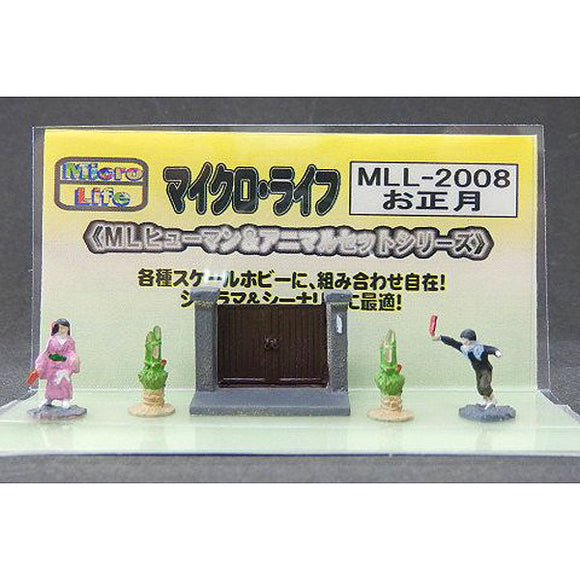 Micro
Life
マイクロ・ライフ
MLL-2008
お正月
《MLヒューマン&アニマルセットシリーズ》
各種スケールホビーに、組み合わせ自在!
ジオラマ&シーナリーに最適!